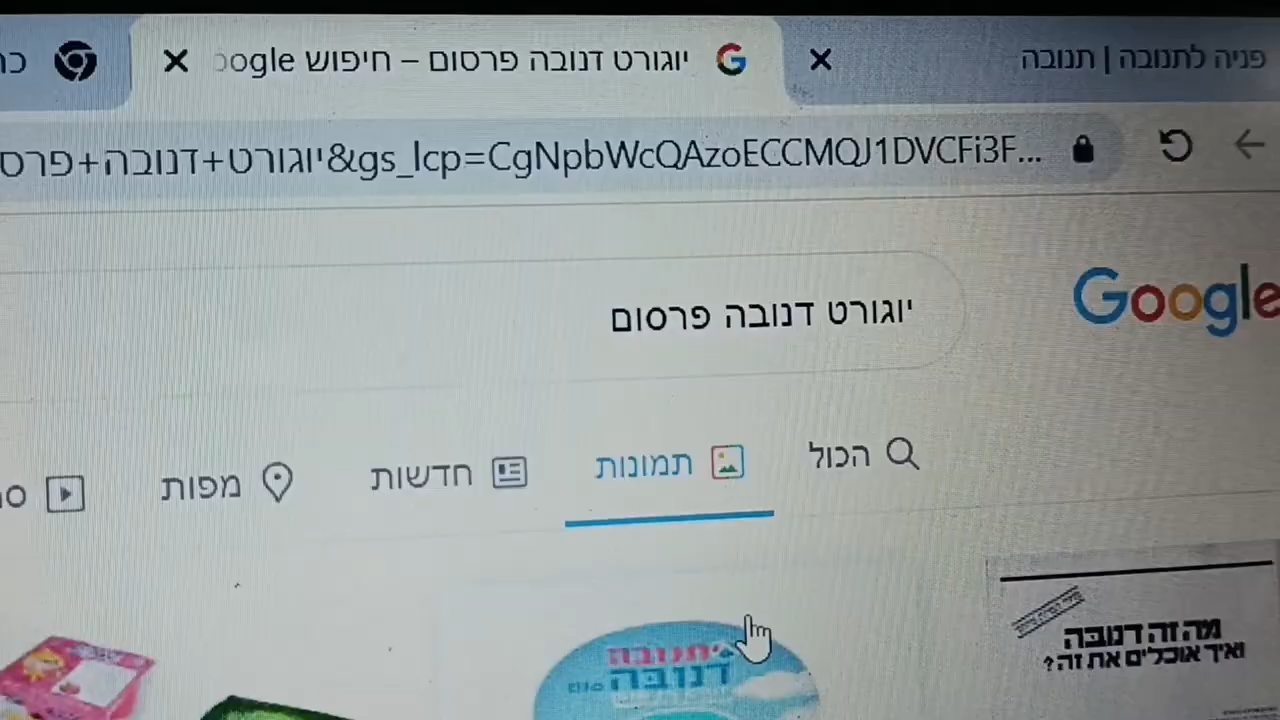 פניה לתנובה | תנובה
יוגורט דנובה פרסום – חיפוש oogle
יוגורט+דנובה+פרס&gs_lcp=CgNpbWcQAzoECCMQJ1DVCFi3F...
Google
יוגורט דנובה פרסום
הכול
תמונות
חדשות
מפות
תנובה
דנובה
מה זה דנובה
ואיך אוכלים את זה?